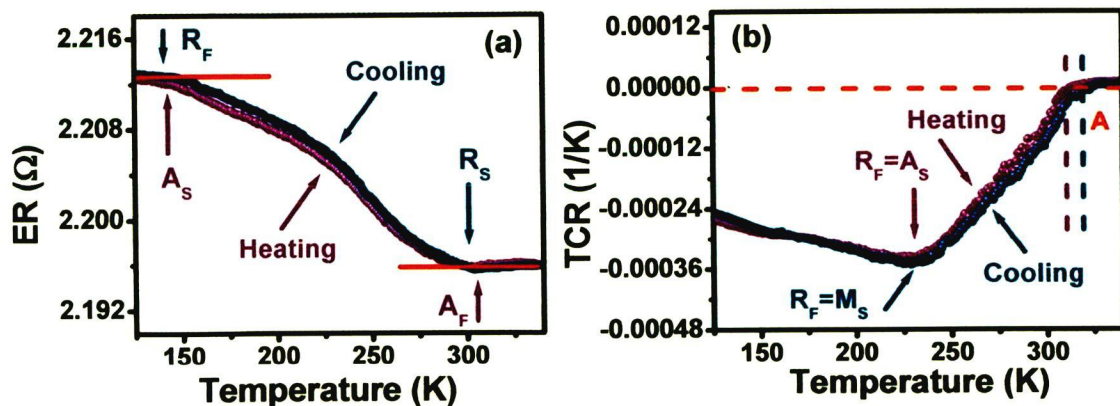 (a)
ER (Ω)
2.216
2.208
2.200
2.192
R_F
Cooling
A_S
R_S
Heating
A_F
150
200
250
300
Temperature (K)
(b)
TCR (1/K)
0.00012
0.00000
-0.00012
-0.00024
-0.00036
-0.00048
Heating
A
R_F=A_S
Cooling
R_F=M_S
150
200
250
300
Temperature (K)